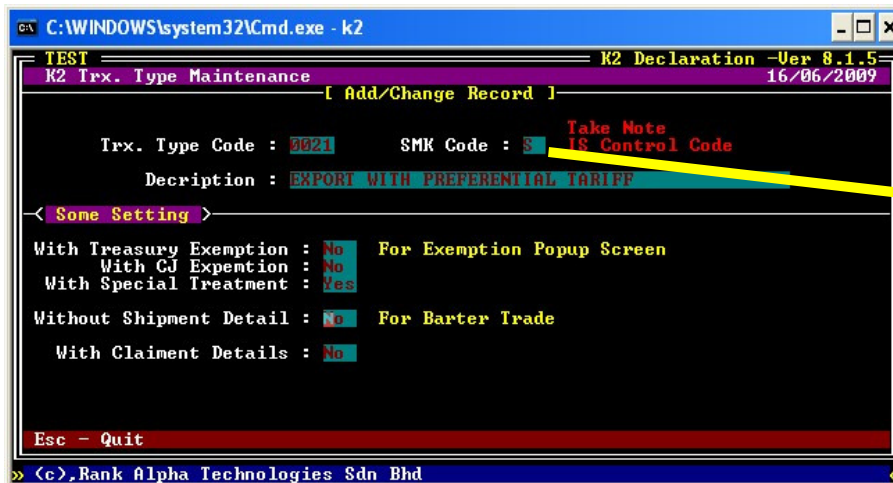 C:\WINDOWS\system32\Cmd.exe - k2
TEST K2 Declaration -Ver 8.1.5
K2 Trx. Type Maintenance 16/06/2009
[ Add/Change Record ]
Take Note
Trx. Type Code : 0021 SMK Code : S IS Control Code
Decription : EXPORT WITH PREFERENTIAL TARIFF
< Some Setting >
With Treasury Exemption : No For Exemption Popup Screen
With CJ Expemtion : No
With Special Treatment : Yes
Without Shipment Detail : No For Barter Trade
With Claiment Details : No
Esc - Quit
» (c),Rank Alpha Technologies Sdn Bhd «